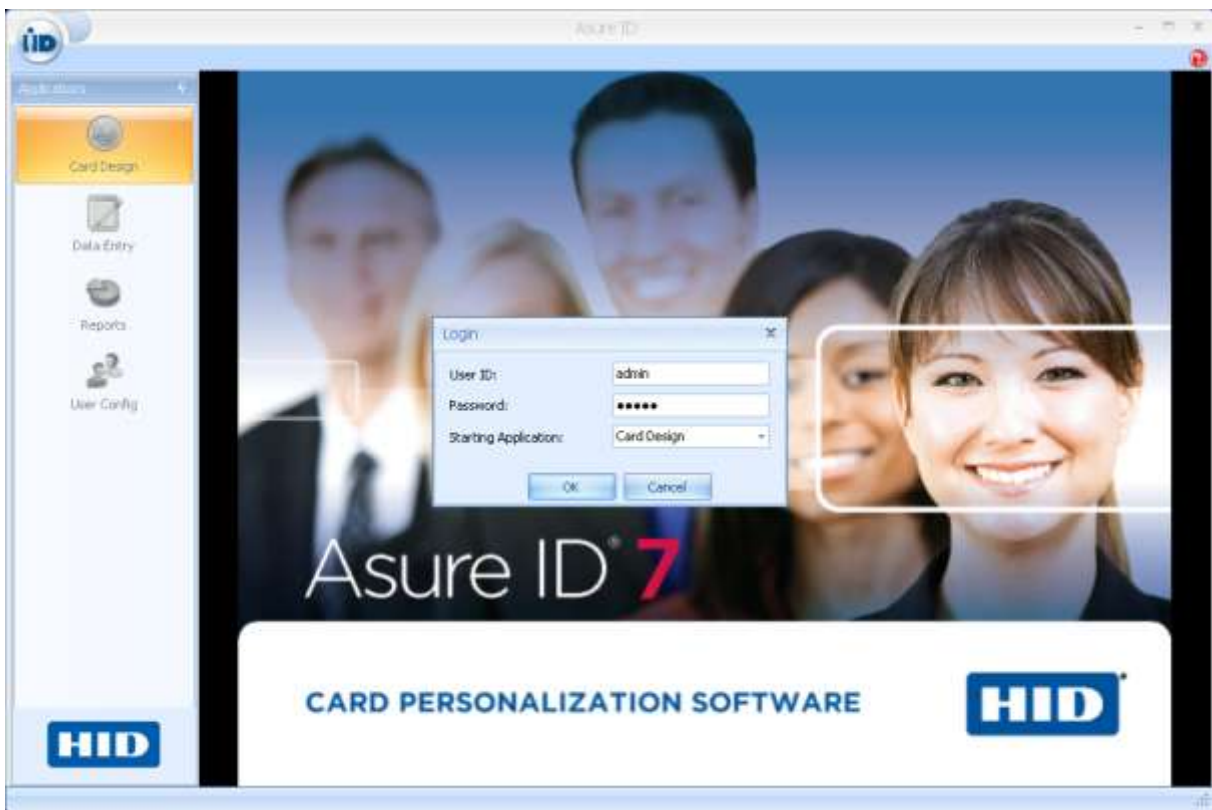 iID
Asure ID
Applications
Card Design
Data Entry
Reports
User Config
Login
User ID: admin
Password: •••••
Starting Application: Card Design
OK Cancel
Asure ID® 7
CARD PERSONALIZATION SOFTWARE
HID
HID